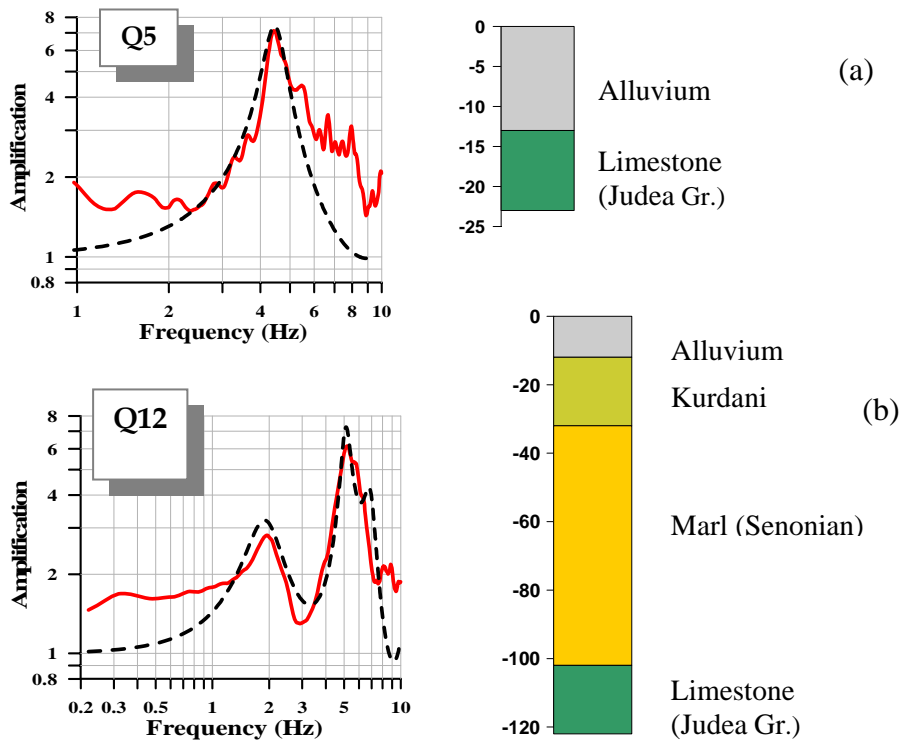 Q5
8
6
4
2
1
0.8
Amplification
1 2 4 6 8 10
Frequency (Hz)
-0
-5
-10
-15
-20
-25
Alluvium
Limestone
(Judea Gr.)
(a)
Q12
8
6
4
2
1
0.8
Amplification
0.2 0.3 0.5 1 2 3 5 10
Frequency (Hz)
-0
-20
-40
-60
-80
-100
-120
Alluvium
Kurdani
Marl (Senonian)
Limestone
(Judea Gr.)
(b)